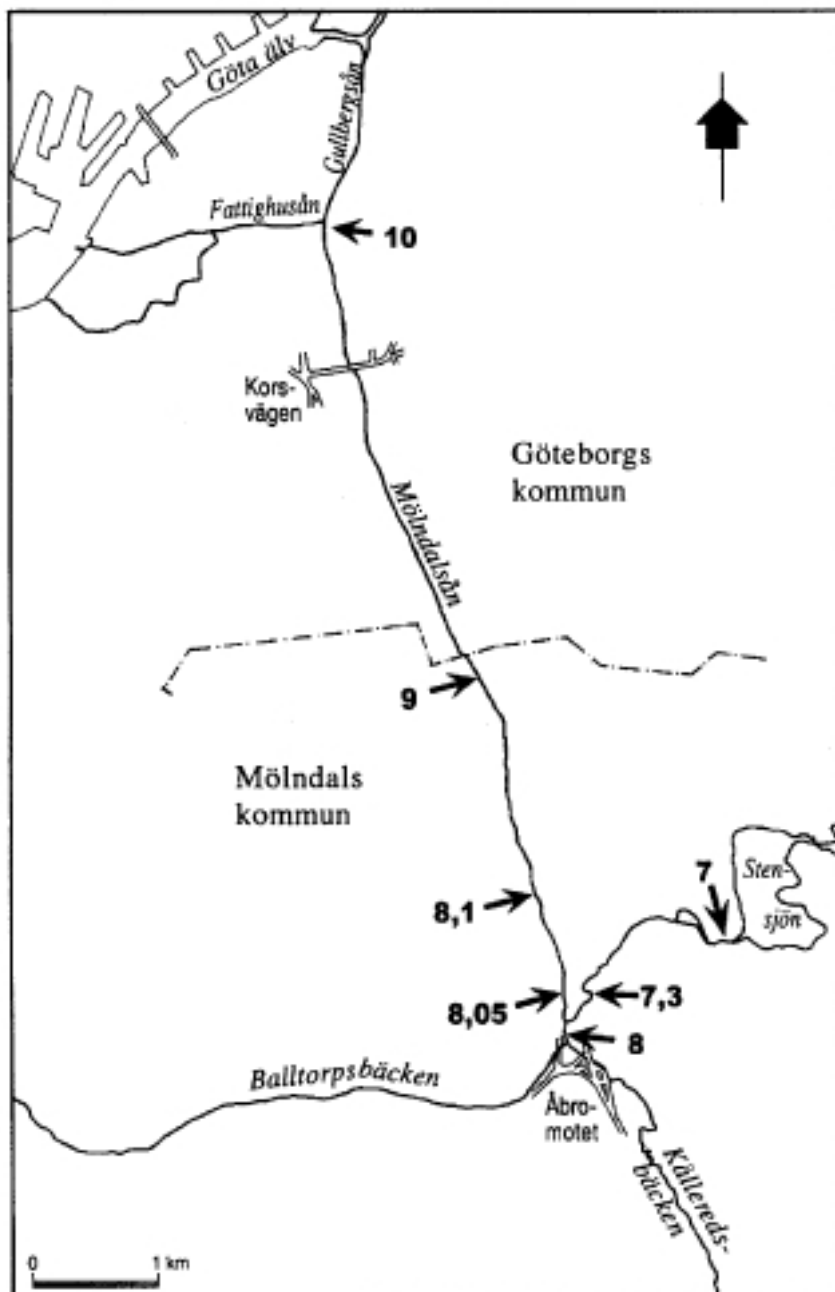 Göta älv
Gullbergsån
Fattighusån
10
Kors-
vägen
Göteborgs
kommun
Mölndalsån
9
Mölndals
kommun
7
Sten-
sjön
8,1
7,3
8,05
8
Balltorpsbäcken
Åbro-
motet
Kållereds-
bäcken
0 1 km